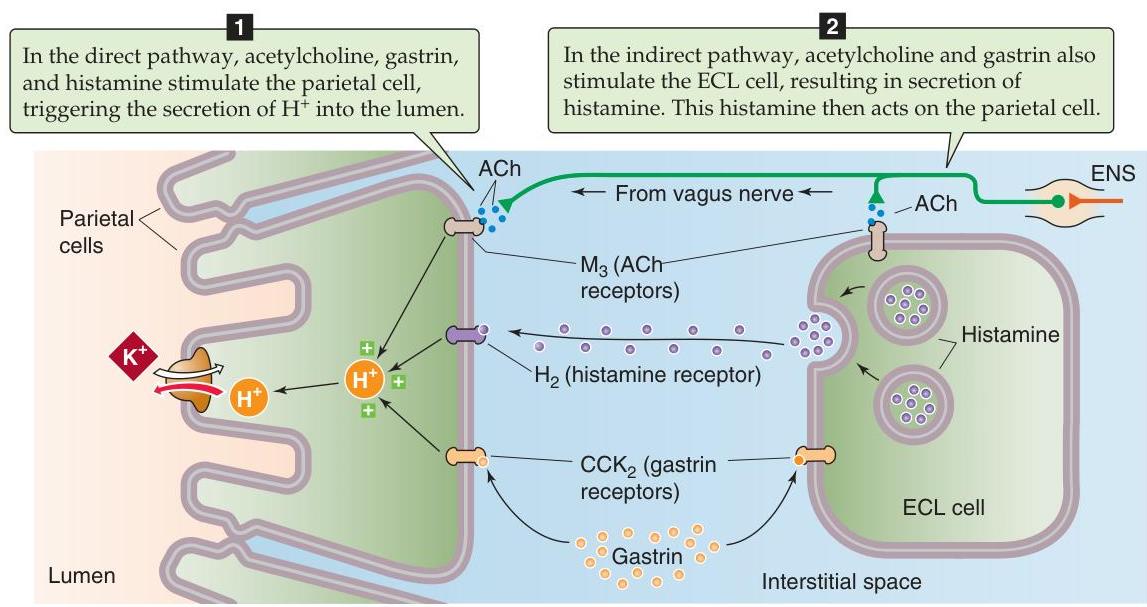 1
In the direct pathway, acetylcholine, gastrin,
and histamine stimulate the parietal cell,
triggering the secretion of H⁺ into the lumen.
2
In the indirect pathway, acetylcholine and gastrin also
stimulate the ECL cell, resulting in secretion of
histamine. This histamine then acts on the parietal cell.
ACh
From vagus nerve
ENS
ACh
Parietal
cells
M₃ (ACh
receptors)
Histamine
K⁺
+
H⁺
H⁺
+
+
H₂ (histamine receptor)
CCK₂ (gastrin
receptors)
ECL cell
Gastrin
Lumen
Interstitial space